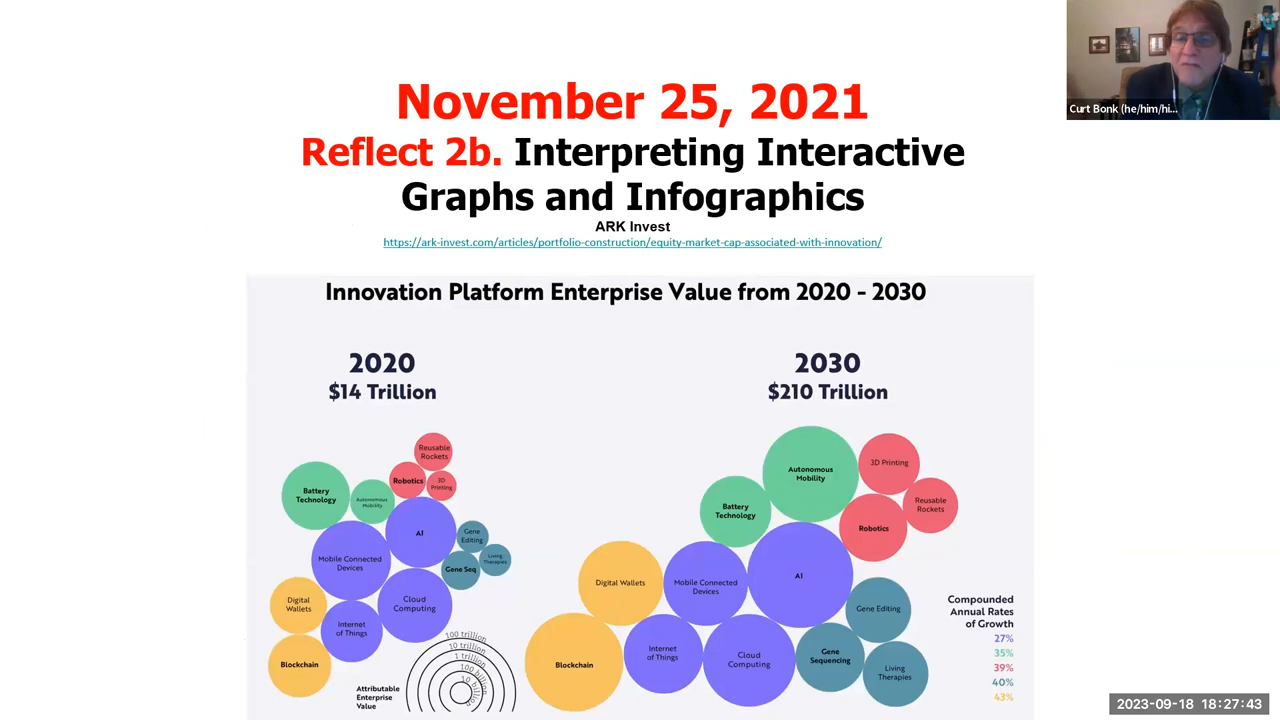 November 25, 2021
Reflect 2b. Interpreting Interactive
Graphs and Infographics
ARK Invest
https://ark-invest.com/articles/portfolio-construction/equity-market-cap-associated-with-innovation/
Curt Bonk (he/him/hi...
Innovation Platform Enterprise Value from 2020 - 2030
2020
$14 Trillion
Reusable
Rockets
Robotics
3D
Printing
Battery
Technology
Autonomous
Mobility
AI
Gene
Editing
Living
Therapies
Gene Seq
Mobile Connected
Devices
Digital
Wallets
Cloud
Computing
Internet
of Things
Blockchain
100 trillion
10 trillion
1 trillion
100 billion
Attributable
Enterprise
Value
2030
$210 Trillion
Autonomous
Mobility
3D Printing
Reusable
Rockets
Battery
Technology
Robotics
Digital Wallets
Mobile Connected
Devices
AI
Gene Editing
Blockchain
Internet
of Things
Cloud
Computing
Gene
Sequencing
Living
Therapies
Compounded
Annual Rates
of Growth
27%
35%
39%
40%
43%
2023-09-18 18:27:43